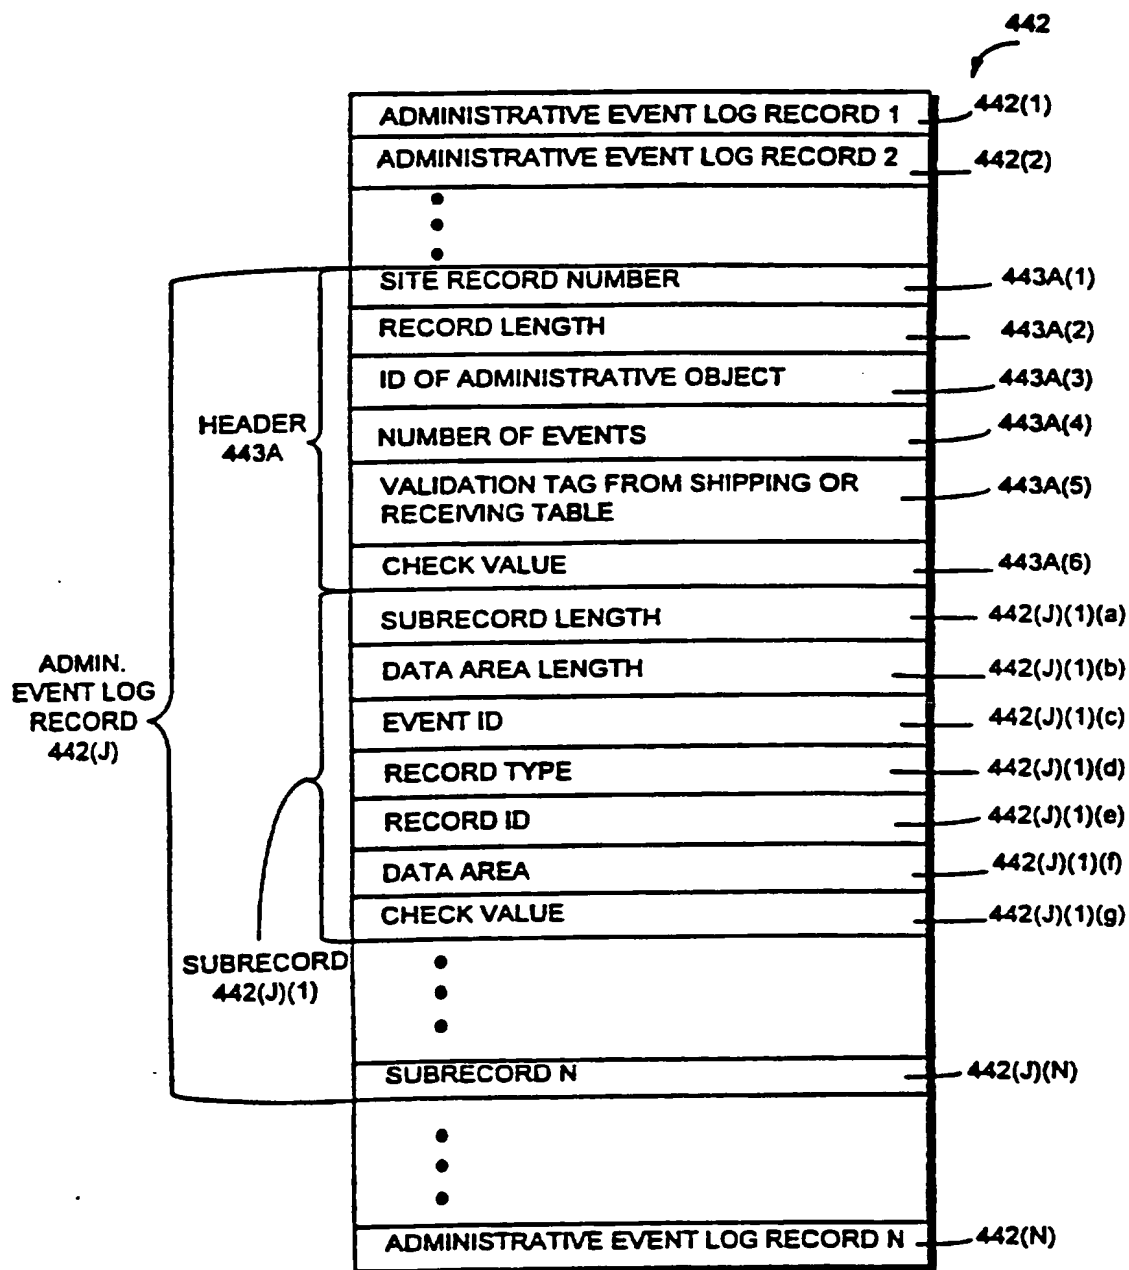 442
ADMINISTRATIVE EVENT LOG RECORD 1
442(1)
ADMINISTRATIVE EVENT LOG RECORD 2
442(2)
SITE RECORD NUMBER
443A(1)
RECORD LENGTH
443A(2)
ID OF ADMINISTRATIVE OBJECT
443A(3)
HEADER
443A
NUMBER OF EVENTS
443A(4)
VALIDATION TAG FROM SHIPPING OR
RECEIVING TABLE
443A(5)
CHECK VALUE
443A(6)
SUBRECORD LENGTH
442(J)(1)(a)
ADMIN.
EVENT LOG
RECORD
442(J)
DATA AREA LENGTH
442(J)(1)(b)
EVENT ID
442(J)(1)(c)
RECORD TYPE
442(J)(1)(d)
RECORD ID
442(J)(1)(e)
DATA AREA
442(J)(1)(f)
CHECK VALUE
442(J)(1)(g)
SUBRECORD
442(J)(1)
SUBRECORD N
442(J)(N)
ADMINISTRATIVE EVENT LOG RECORD N
442(N)